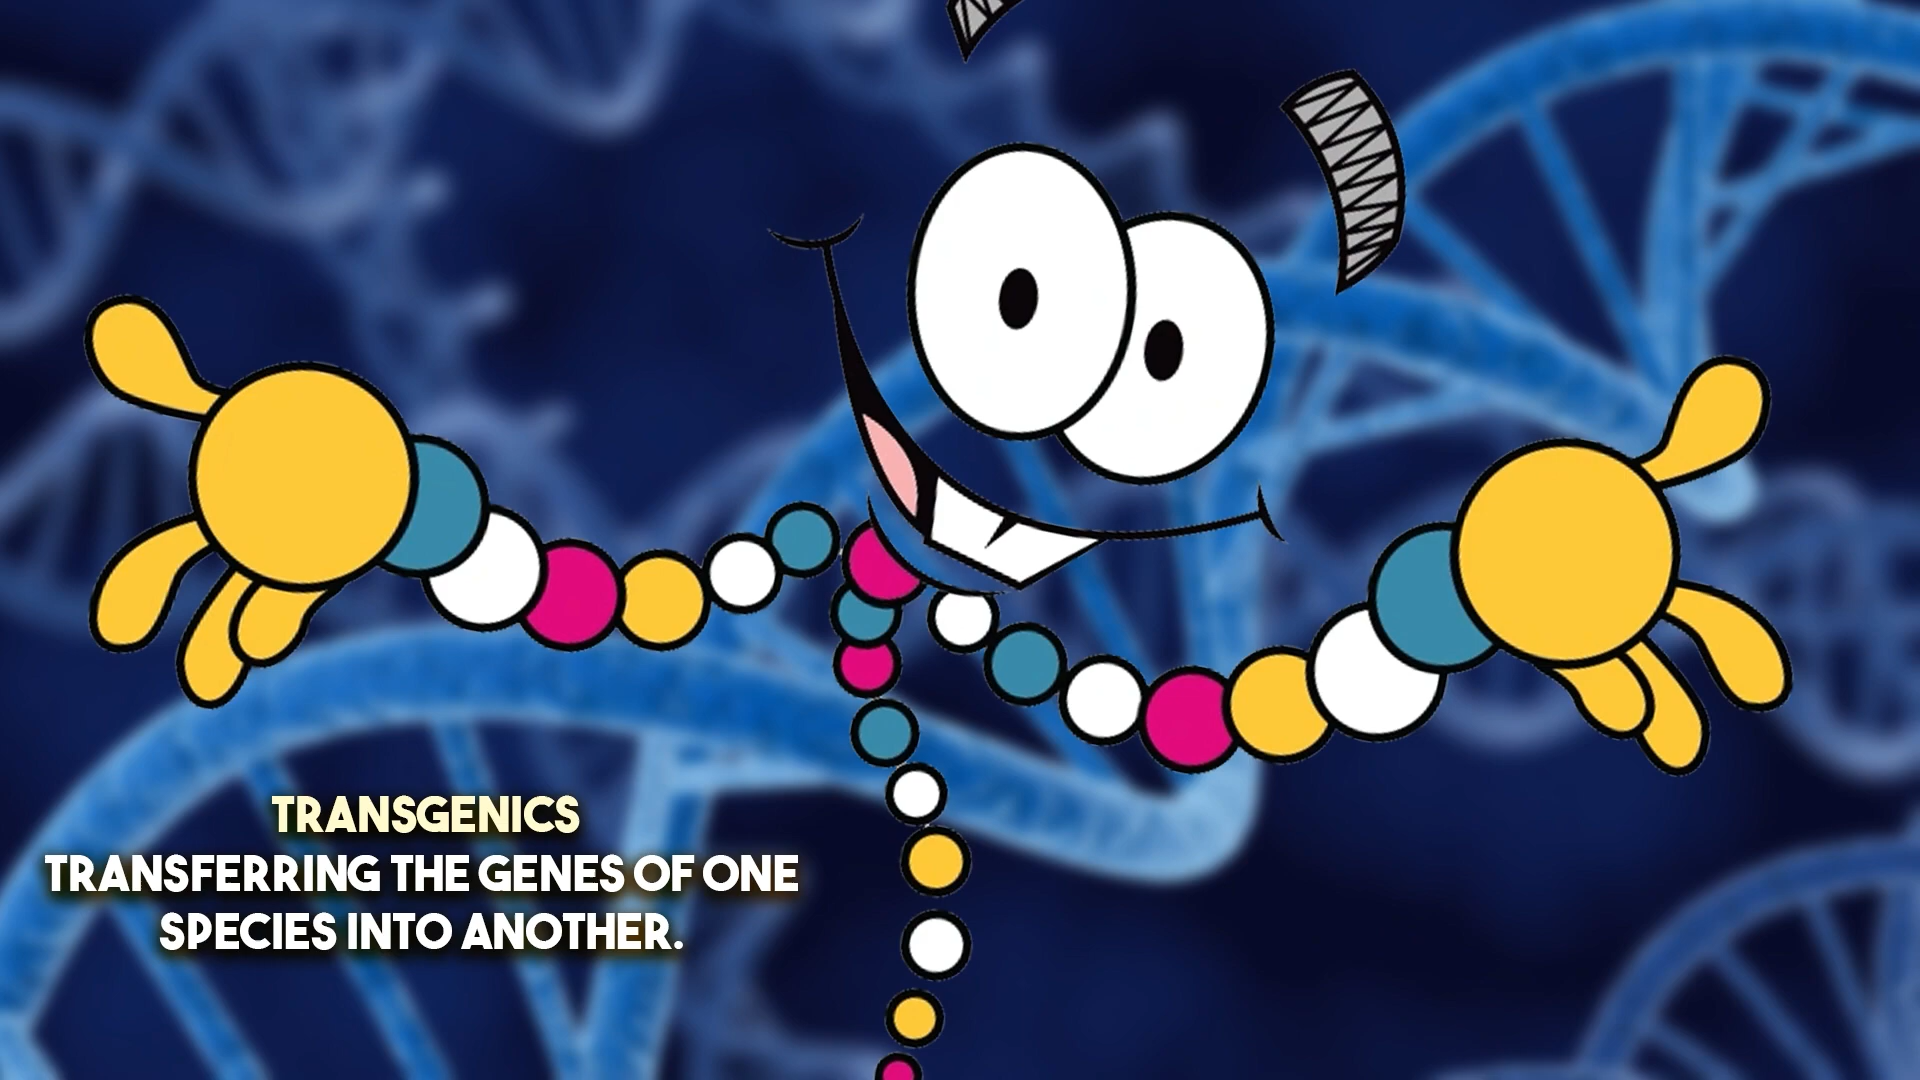 TRANSGENICS
TRANSFERRING THE GENES OF ONE
SPECIES INTO ANOTHER.